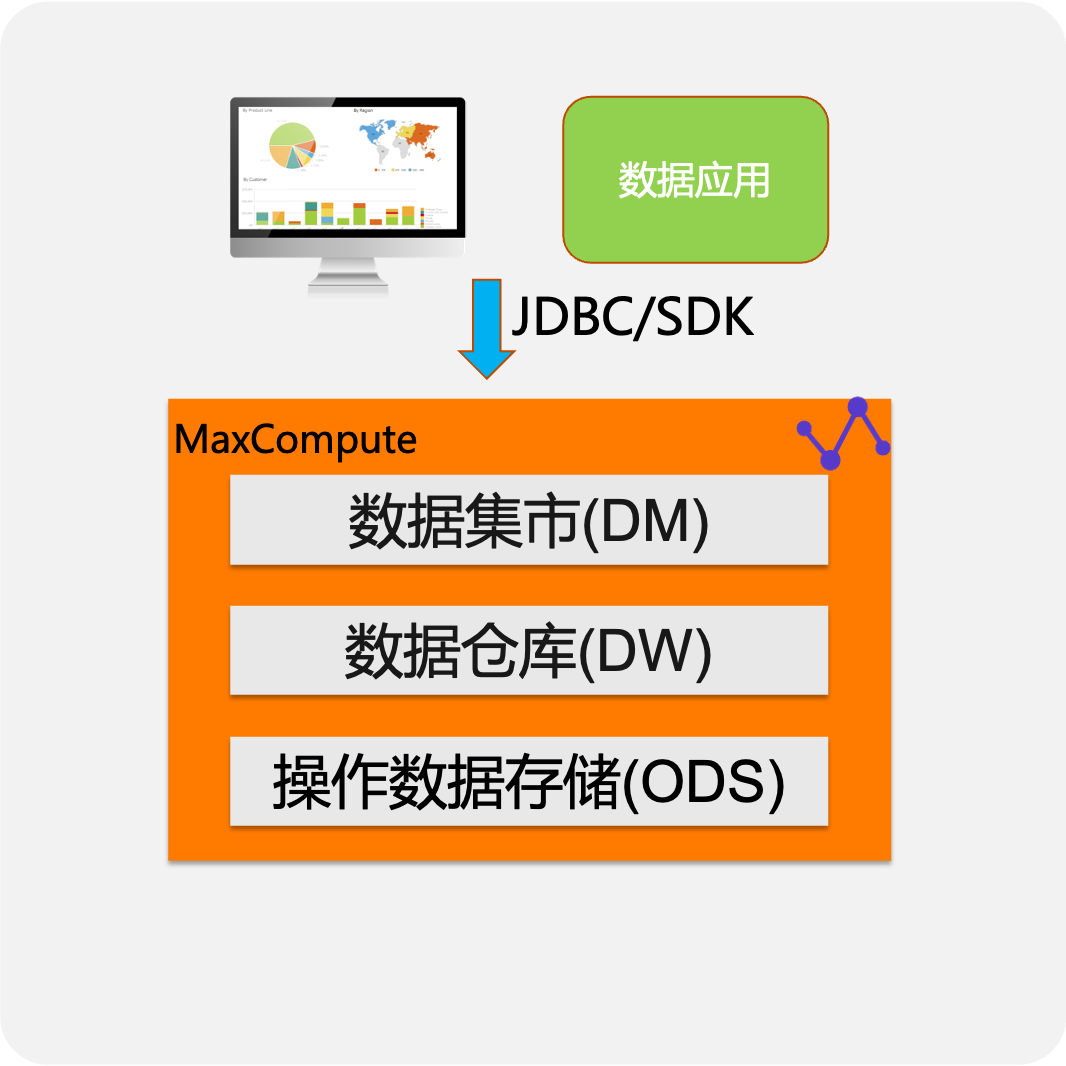 By Product Line
By Region
By Customer
数据应用
JDBC/SDK
MaxCompute
数据集市(DM)
数据仓库(DW)
操作数据存储(ODS)